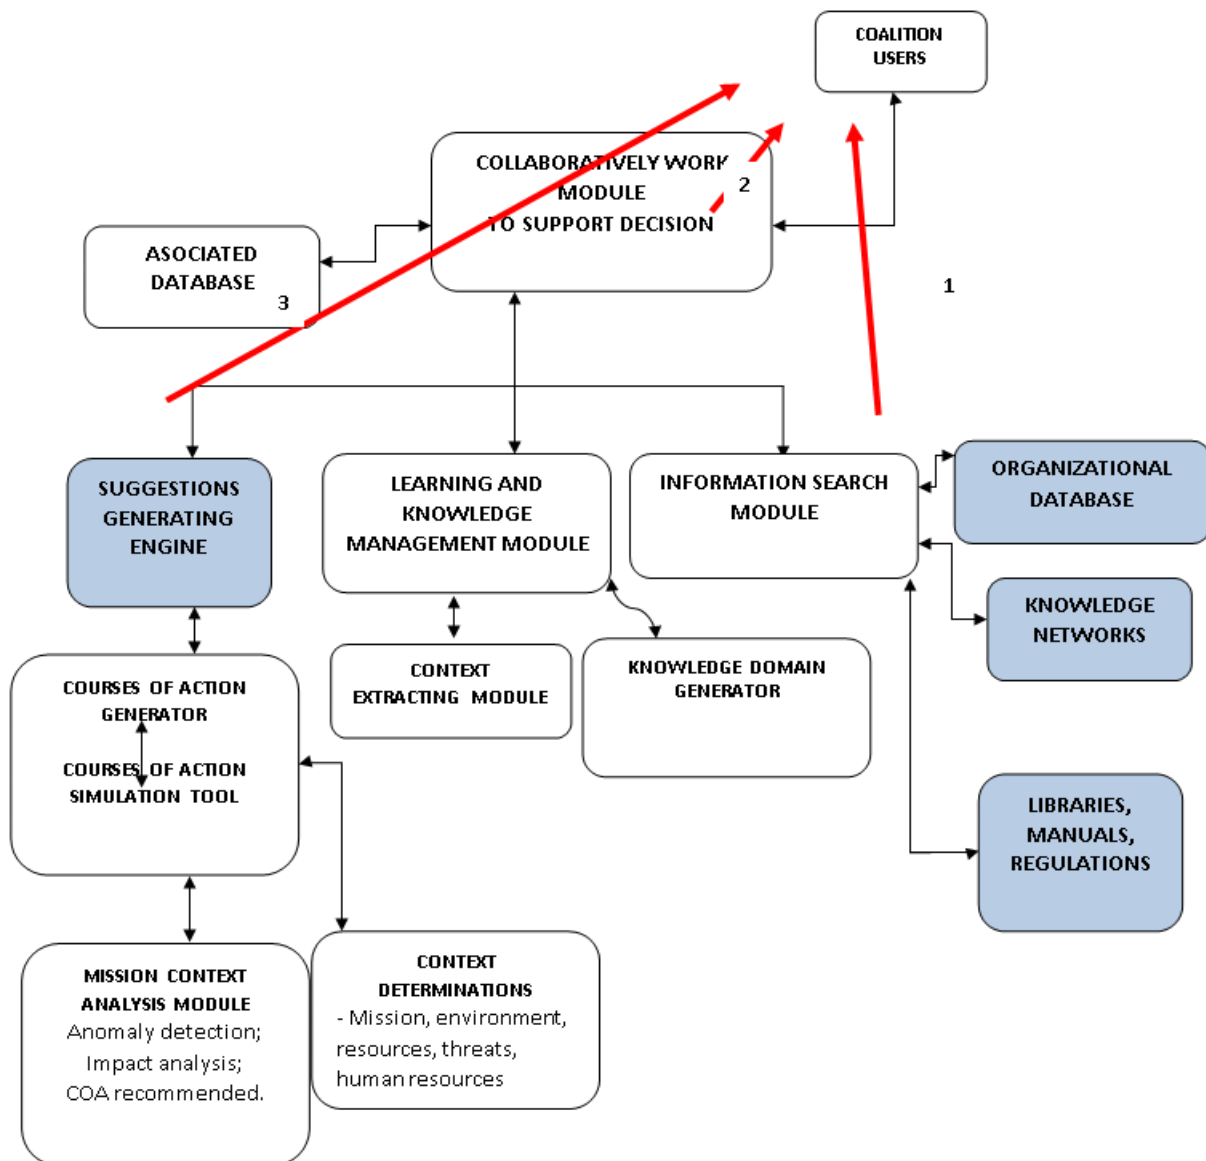 COALITION
USERS
COLLABORATIVELY WORK
MODULE
TO SUPPORT DECISION
2
ASOCIATED
DATABASE
3
1
SUGGESTIONS
GENERATING
ENGINE
LEARNING AND
KNOWLEDGE
MANAGEMENT MODULE
INFORMATION SEARCH
MODULE
ORGANIZATIONAL
DATABASE
KNOWLEDGE
NETWORKS
COURSES OF ACTION
GENERATOR
COURSES OF ACTION
SIMULATION TOOL
CONTEXT
EXTRACTING MODULE
KNOWLEDGE DOMAIN
GENERATOR
LIBRARIES,
MANUALS,
REGULATIONS
MISSION CONTEXT
ANALYSIS MODULE
Anomaly detection;
Impact analysis;
COA recommended.
CONTEXT
DETERMINATIONS
- Mission, environment,
resources, threats,
human resources